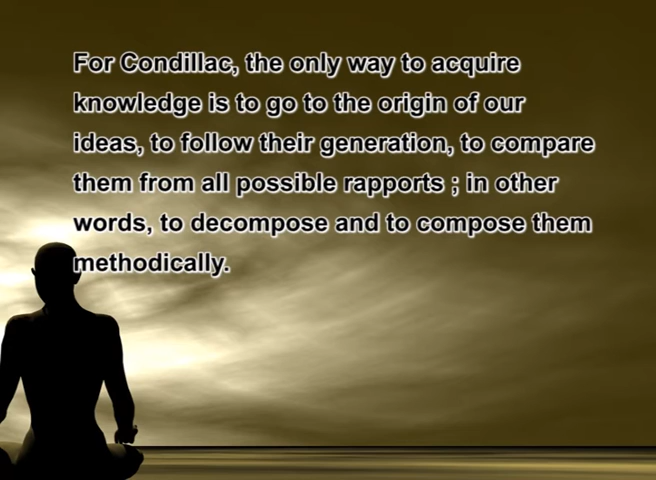 For Condillac, the only way to acquire
knowledge is to go to the origin of our
ideas, to follow their generation, to compare
them from all possible rapports ; in other
words, to decompose and to compose them
methodically.